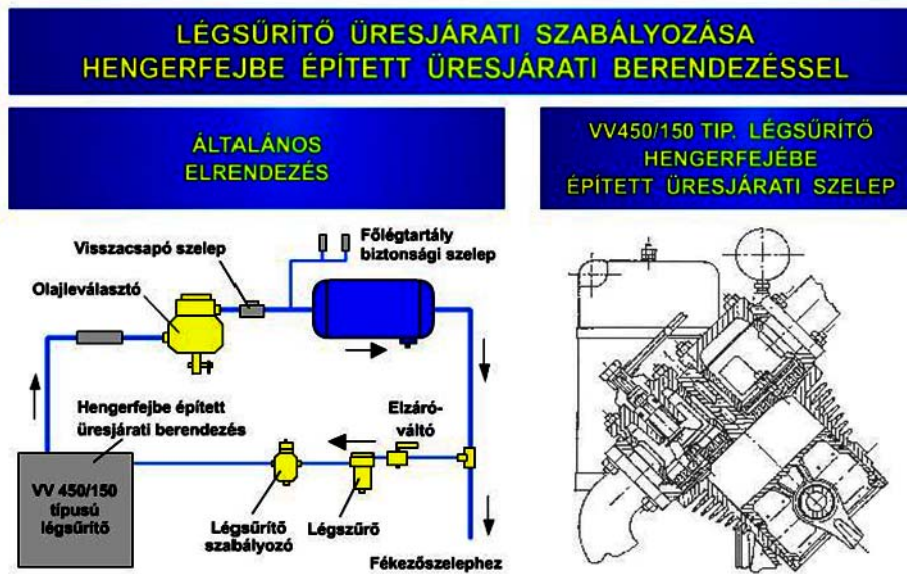 LÉGSŰRÍTŐ ÜRESJÁRATI SZABÁLYOZÁSA
HENGERFEJBE ÉPÍTETT ÜRESJÁRATI BERENDEZÉSSEL
ÁLTALÁNOS
ELRENDEZÉS
VV450/150 TIP. LÉGSŰRÍTŐ
HENGERFEJÉBE
ÉPÍTETT ÜRESJÁRATI SZELEP
Visszacsapó szelep
Főlégtartály
biztonsági szelep
Olajleválasztó
Hengerfejbe épített
üresjárati berendezés
Elzáró-
váltó
VV 450/150
típusú
légsűrítő
Légsűrítő
szabályozó
Légszűrő
Fékezőszelephez